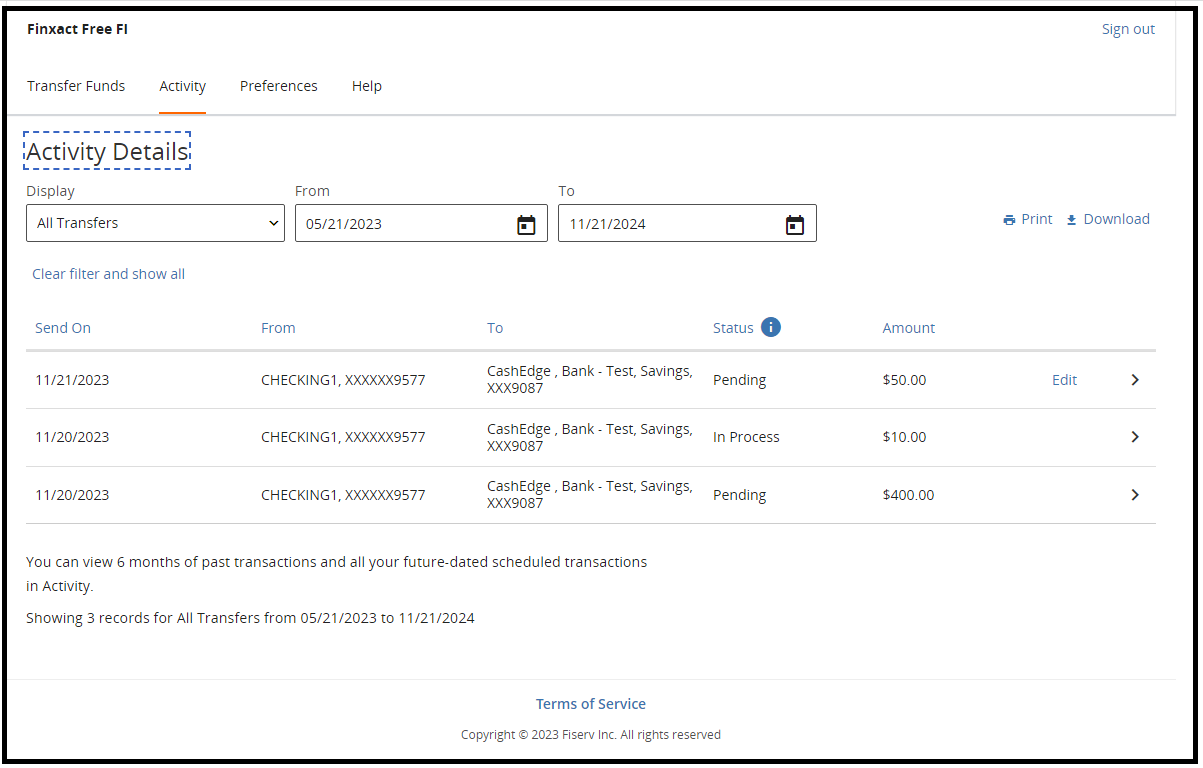 Finxact Free FI
Sign out
Transfer Funds
Activity
Preferences
Help
Activity Details
Display
From
To
All Transfers
05/21/2023
11/21/2024
Print
Download
Clear filter and show all
Send On
From
To
Status i
Amount
11/21/2023
CHECKING1, XXXXXX9577
CashEdge , Bank - Test, Savings,
XXX9087
Pending
$50.00
Edit
11/20/2023
CHECKING1, XXXXXX9577
CashEdge , Bank - Test, Savings,
XXX9087
In Process
$10.00
11/20/2023
CHECKING1, XXXXXX9577
CashEdge , Bank - Test, Savings,
XXX9087
Pending
$400.00
You can view 6 months of past transactions and all your future-dated scheduled transactions
in Activity.
Showing 3 records for All Transfers from 05/21/2023 to 11/21/2024
Terms of Service
Copyright © 2023 Fiserv Inc. All rights reserved